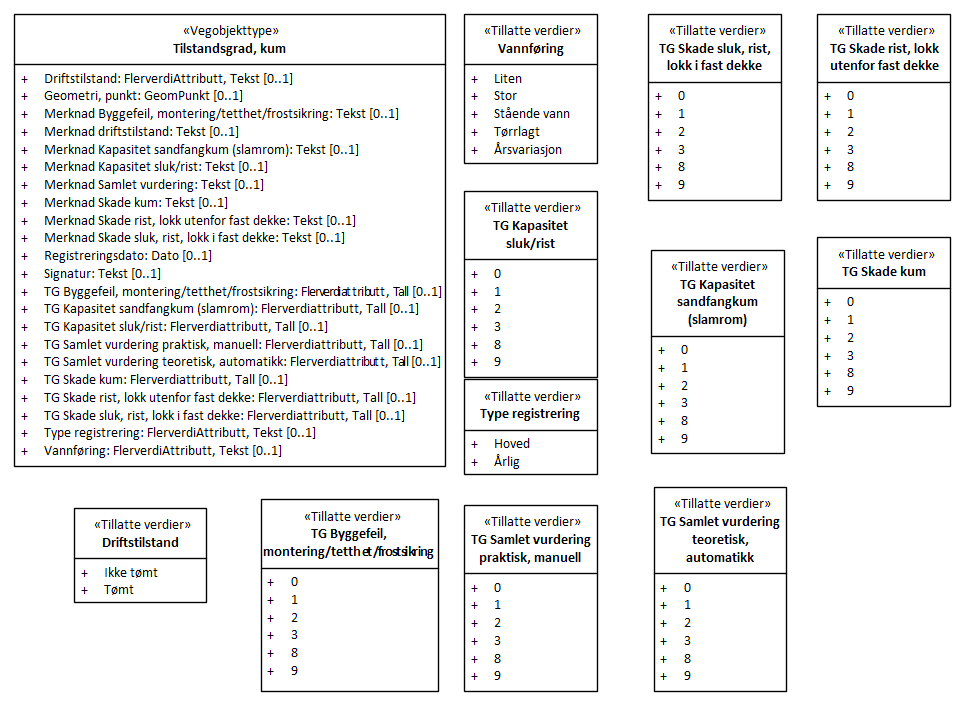 «Vegobjekttype»
Tilstandsgrad, kum
+ Driftstilstand: FlerverdiAttributt, Tekst [0..1]
+ Geometri, punkt: GeomPunkt [0..1]
+ Merknad Byggefeil, montering/tetthet/frostsikring: Tekst [0..1]
+ Merknad driftstilstand: Tekst [0..1]
+ Merknad Kapasitet sandfangkum (slamrom): Tekst [0..1]
+ Merknad Kapasitet sluk/rist: Tekst [0..1]
+ Merknad Samlet vurdering: Tekst [0..1]
+ Merknad Skade kum: Tekst [0..1]
+ Merknad Skade rist, lokk utenfor fast dekke: Tekst [0..1]
+ Merknad Skade sluk, rist, lokk i fast dekke: Tekst [0..1]
+ Registreringsdato: Dato [0..1]
+ Signatur: Tekst [0..1]
+ TG Byggefeil, montering/tetthet/frostsikring: Flerverdiattributt, Tall [0..1]
+ TG Kapasitet sandfangkum (slamrom): Flerverdiattributt, Tall [0..1]
+ TG Kapasitet sluk/rist: Flerverdiattributt, Tall [0..1]
+ TG Samlet vurdering praktisk, manuell: Flerverdiattributt, Tall [0..1]
+ TG Samlet vurdering teoretisk, automatikk: Flerverdiattributt, Tall [0..1]
+ TG Skade kum: Flerverdiattributt, Tall [0..1]
+ TG Skade rist, lokk utenfor fast dekke: Flerverdiattributt, Tall [0..1]
+ TG Skade sluk, rist, lokk i fast dekke: Flerverdiattributt, Tall [0..1]
+ Type registrering: FlerverdiAttributt, Tekst [0..1]
+ Vannføring: FlerverdiAttributt, Tekst [0..1]
«Tillatte verdier»
Vannføring
+ Liten
+ Stor
+ Stående vann
+ Tørrlagt
+ Årsvariasjon
«Tillatte verdier»
TG Skade sluk, rist,
lokk i fast dekke
+ 0
+ 1
+ 2
+ 3
+ 8
+ 9
«Tillatte verdier»
TG Skade rist, lokk
utenfor fast dekke
+ 0
+ 1
+ 2
+ 3
+ 8
+ 9
«Tillatte verdier»
TG Kapasitet
sluk/rist
+ 0
+ 1
+ 2
+ 3
+ 8
+ 9
«Tillatte verdier»
TG Kapasitet
sandfangkum
(slamrom)
+ 0
+ 1
+ 2
+ 3
+ 8
+ 9
«Tillatte verdier»
TG Skade kum
+ 0
+ 1
+ 2
+ 3
+ 8
+ 9
«Tillatte verdier»
Type registrering
+ Hoved
+ Årlig
«Tillatte verdier»
Driftstilstand
+ Ikke tømt
+ Tømt
«Tillatte verdier»
TG Byggefeil,
montering/tetthet/frostsikring
+ 0
+ 1
+ 2
+ 3
+ 8
+ 9
«Tillatte verdier»
TG Samlet vurdering
praktisk, manuell
+ 0
+ 1
+ 2
+ 3
+ 8
+ 9
«Tillatte verdier»
TG Samlet vurdering
teoretisk,
automatikk
+ 0
+ 1
+ 2
+ 3
+ 8
+ 9